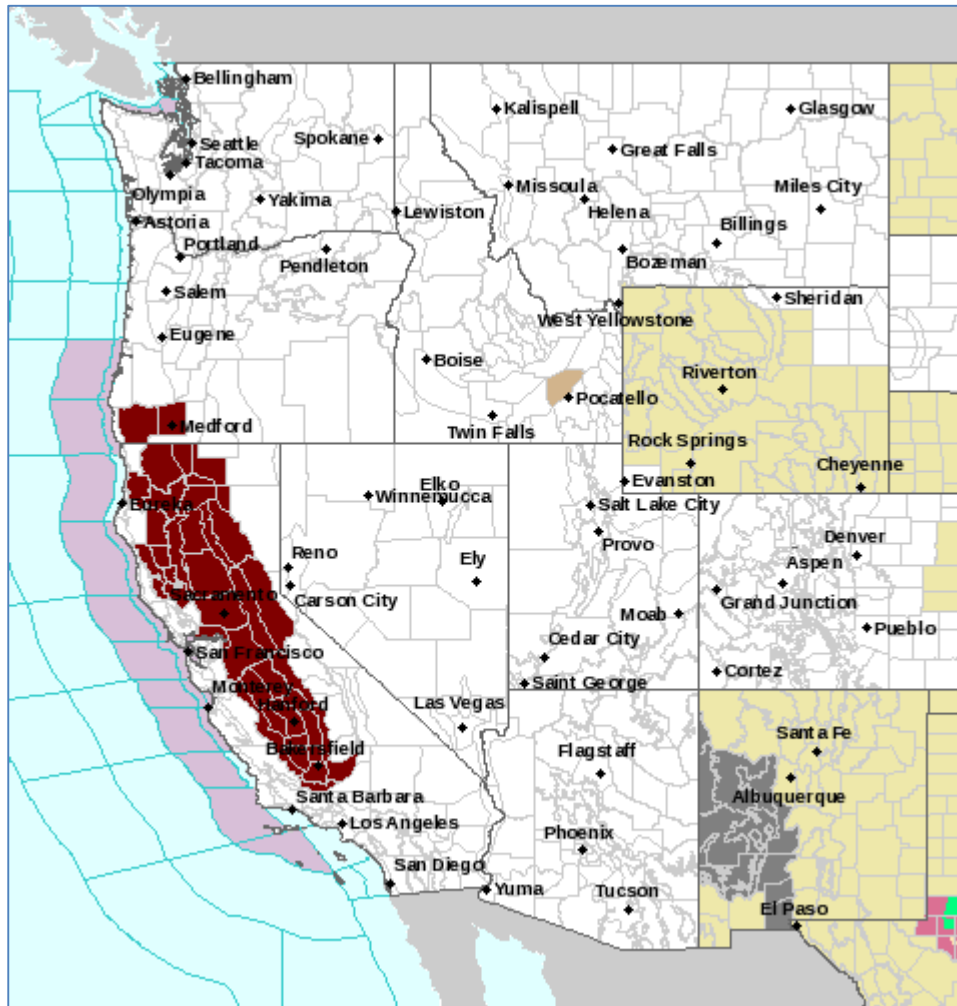 Bellingham
Kalispell
Glasgow
Seattle
Spokane
Great Falls
Tacoma
Olympia
Missoula
Miles City
Yakima
Helena
Lewiston
Astoria
Billings
Portland
Pendleton
Bozeman
Salem
Sheridan
West Yellowstone
Eugene
Boise
Riverton
Pocatello
Medford
Twin Falls
Rock Springs
Cheyenne
Elko
Evanston
Winnemucca
Eureka
Salt Lake City
Denver
Provo
Reno
Ely
Aspen
Sacramento
Carson City
Grand Junction
Moab
Pueblo
Cedar City
San Francisco
Cortez
Monterey
Saint George
Hanford
Las Vegas
Bakersfield
Flagstaff
Santa Fe
Santa Barbara
Albuquerque
Los Angeles
Phoenix
San Diego
Yuma
Tucson
El Paso